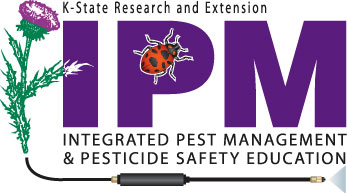 K-State Research and Extension
IPM
INTEGRATED PEST MANAGEMENT
& PESTICIDE SAFETY EDUCATION